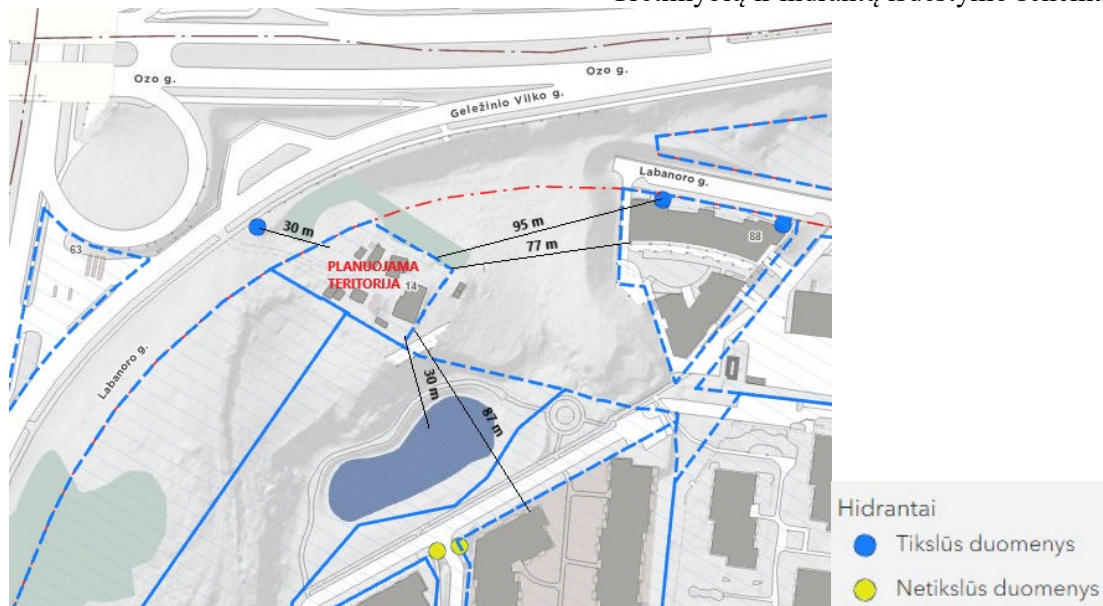 Ozo g.
Ozo g.
Geležinio Vilko g.
Labanoro g.
95 m
30 m
77 m
88
63
PLANUOJAMA
TERITORIJA
14
Labanoro g.
30 m
87 m
Hidrantai
Tikslūs duomenys
Netikslūs duomenys